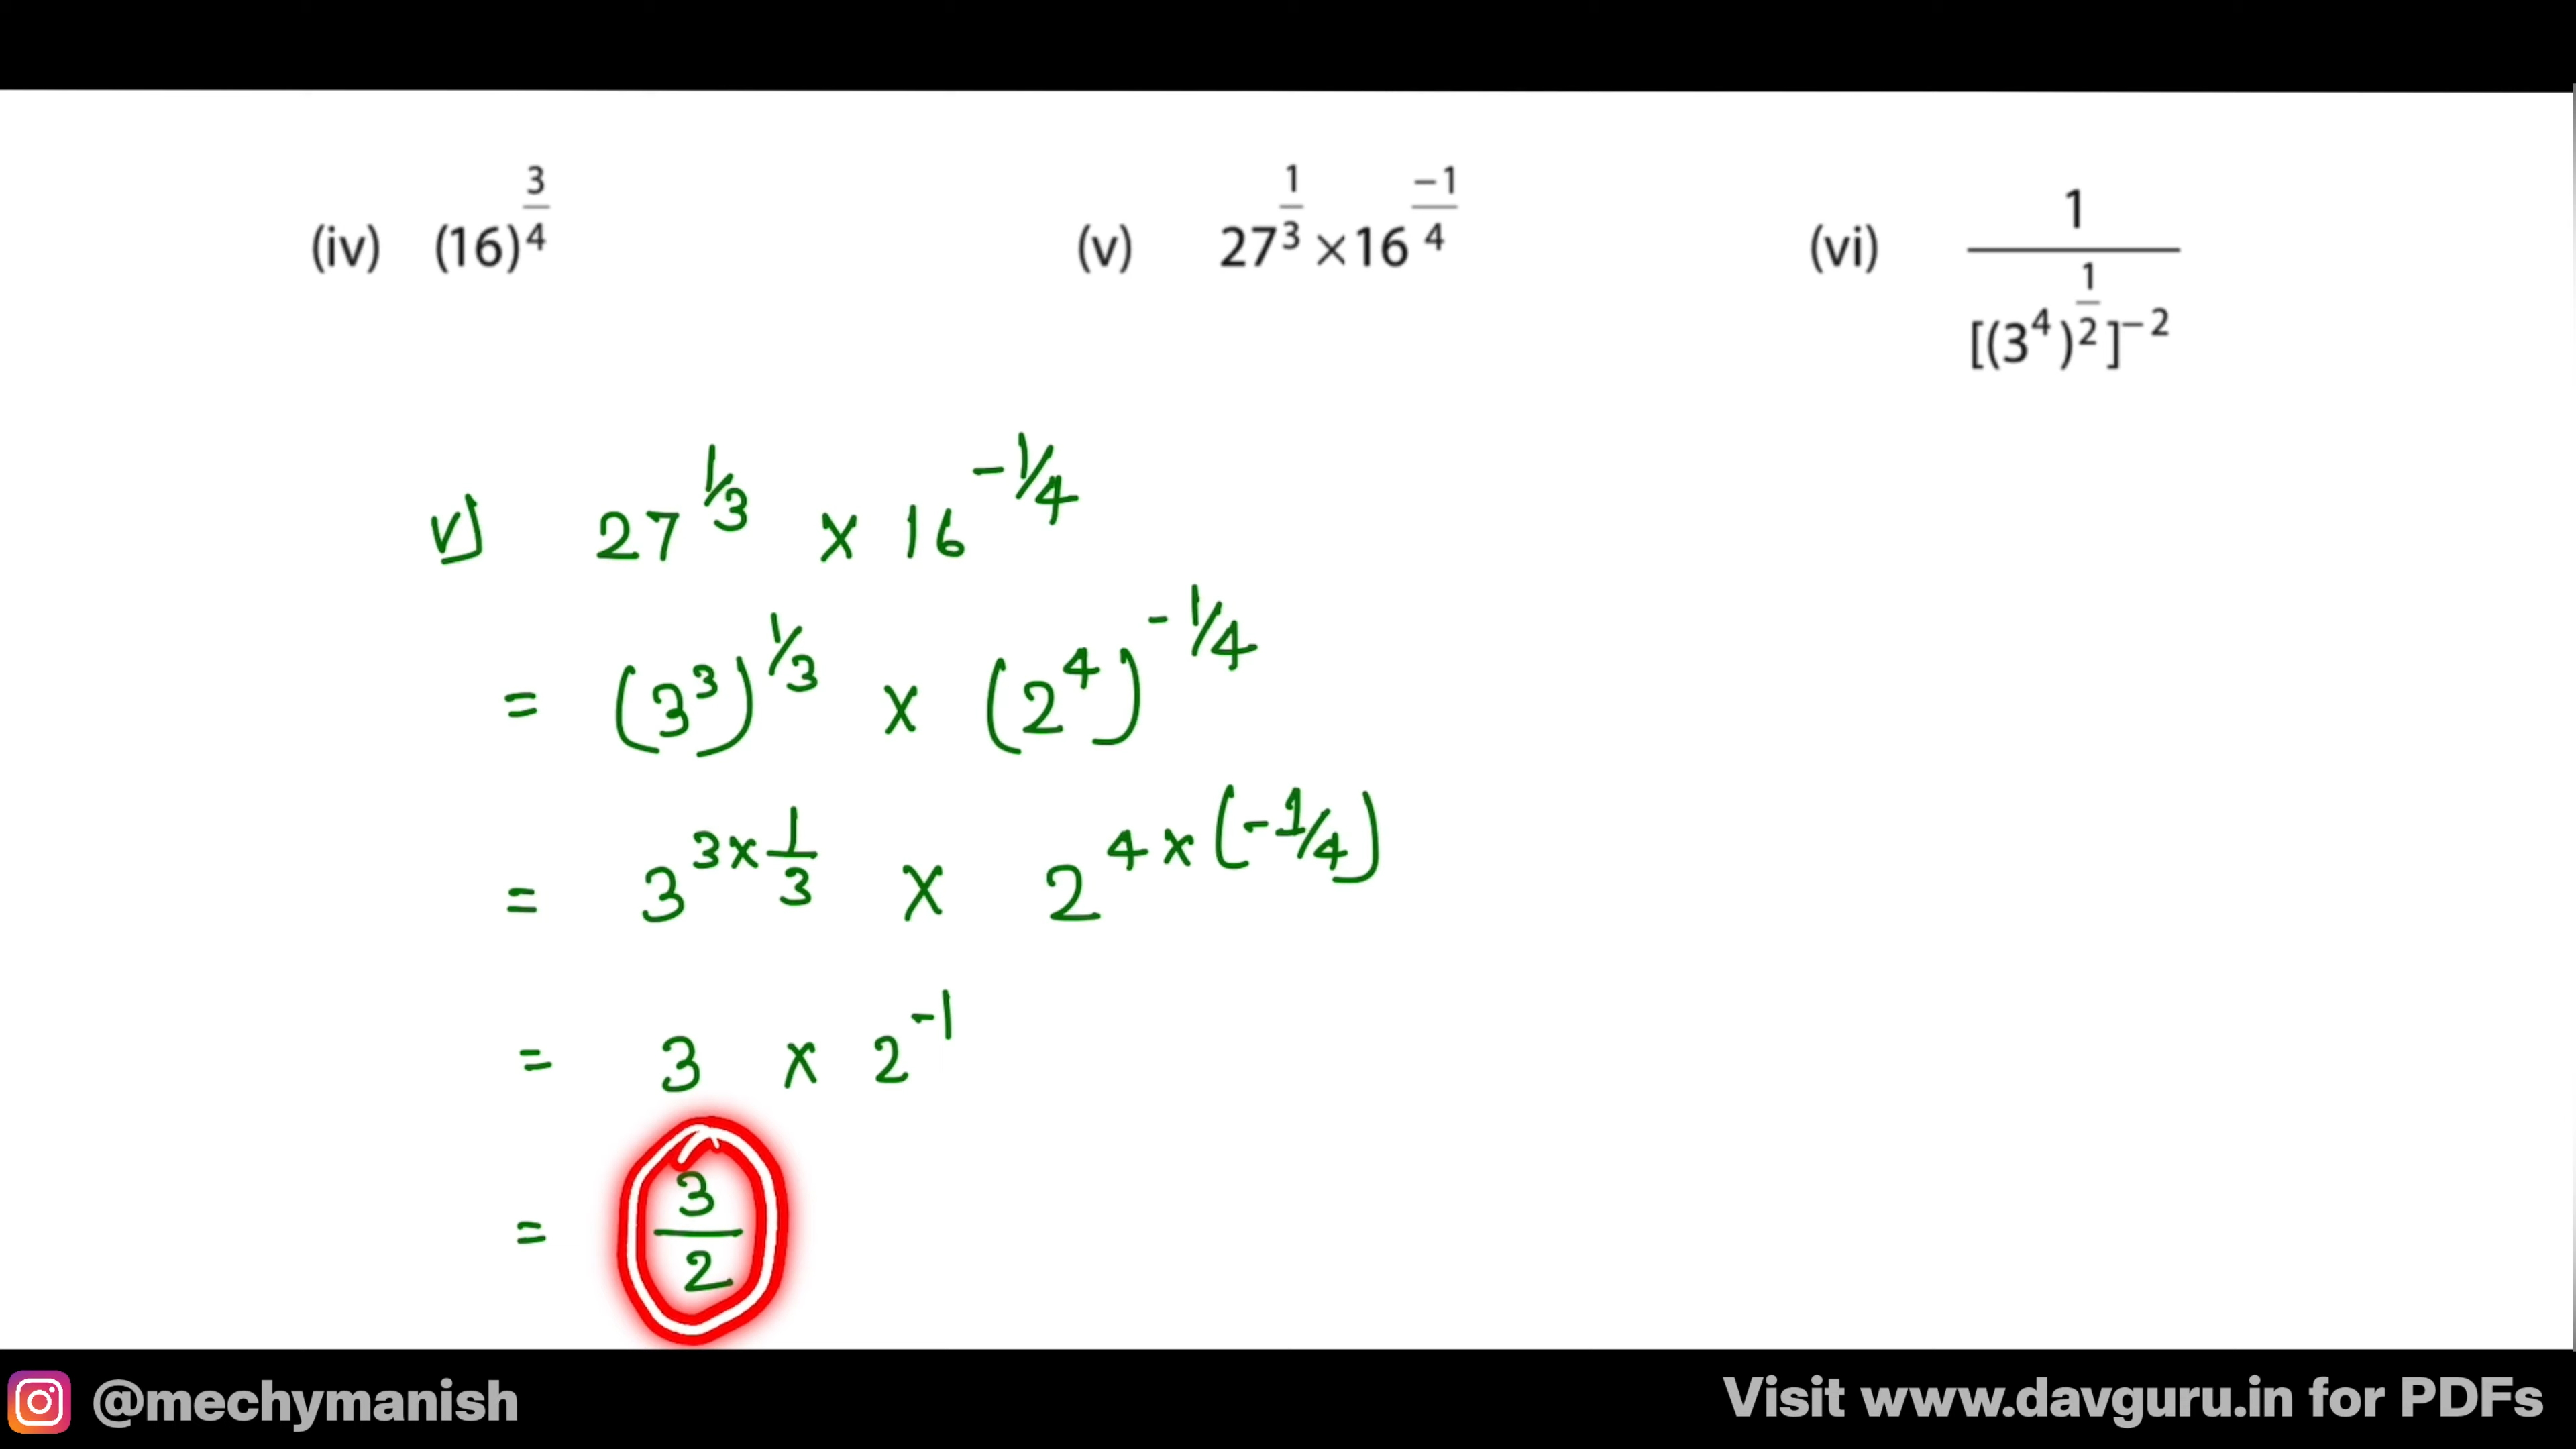 (iv) (16)^{3/4} (v) 27^{1/3} × 16^{-1/4} (vi) 1/[(3^4)^{1/2}]^{-2}
v) 27^{1/3} x 16^{-1/4}
= (3^3)^{1/3} x (2^4)^{-1/4}
= 3^{3x1/3} x 2^{4x(-1/4)}
= 3 x 2^{-1}
= 3/2
@mechymanish Visit www.davguru.in for PDFs